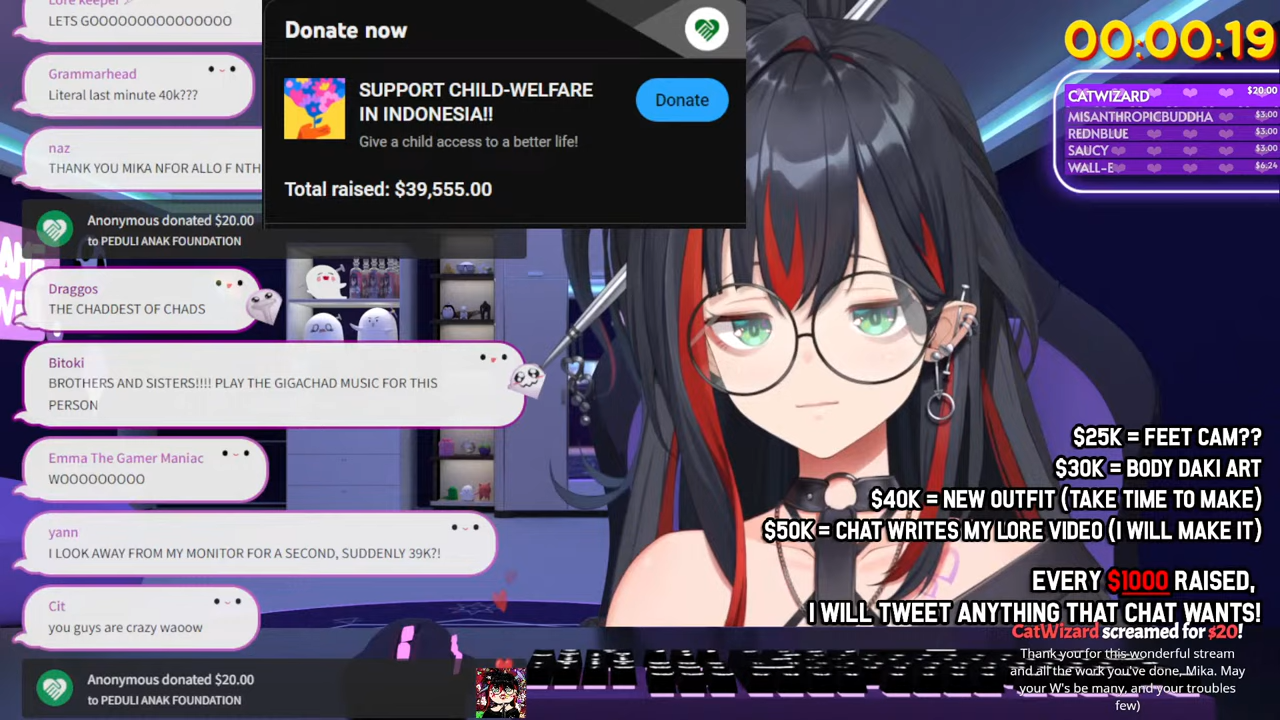 Lore keeper
LETS GOOOOOOOOOOOOOOO
Grammarhead
Literal last minute 40k???
naz
THANK YOU MIKA NFOR ALLO F NTH
Anonymous donated $20.00
to PEDULI ANAK FOUNDATION
Draggos
THE CHADDEST OF CHADS
Bitoki
BROTHERS AND SISTERS!!!! PLAY THE GIGACHAD MUSIC FOR THIS
PERSON
Emma The Gamer Maniac
WOOOOOOOOO
yann
I LOOK AWAY FROM MY MONITOR FOR A SECOND, SUDDENLY 39K?!
Cit
you guys are crazy waoow
Anonymous donated $20.00
to PEDULI ANAK FOUNDATION
Donate now
SUPPORT CHILD-WELFARE
IN INDONESIA!!
Give a child access to a better life!
Donate
Total raised: $39,555.00
00:00:19
CATWIZARD $20.00
MISANTHROPICBUDDHA $3.00
REDNBLUE $3.00
SAUCY $3.00
WALL-E $6.24
$25K = FEET CAM??
$30K = BODY DAKI ART
$40K = NEW OUTFIT (TAKE TIME TO MAKE)
$50K = CHAT WRITES MY LORE VIDEO (I WILL MAKE IT)
EVERY $1000 RAISED,
I WILL TWEET ANYTHING THAT CHAT WANTS!
CatWizard screamed for $20!
Thank you for this wonderful stream
and all the work you've done, Mika. May
your W's be many, and your troubles
few)